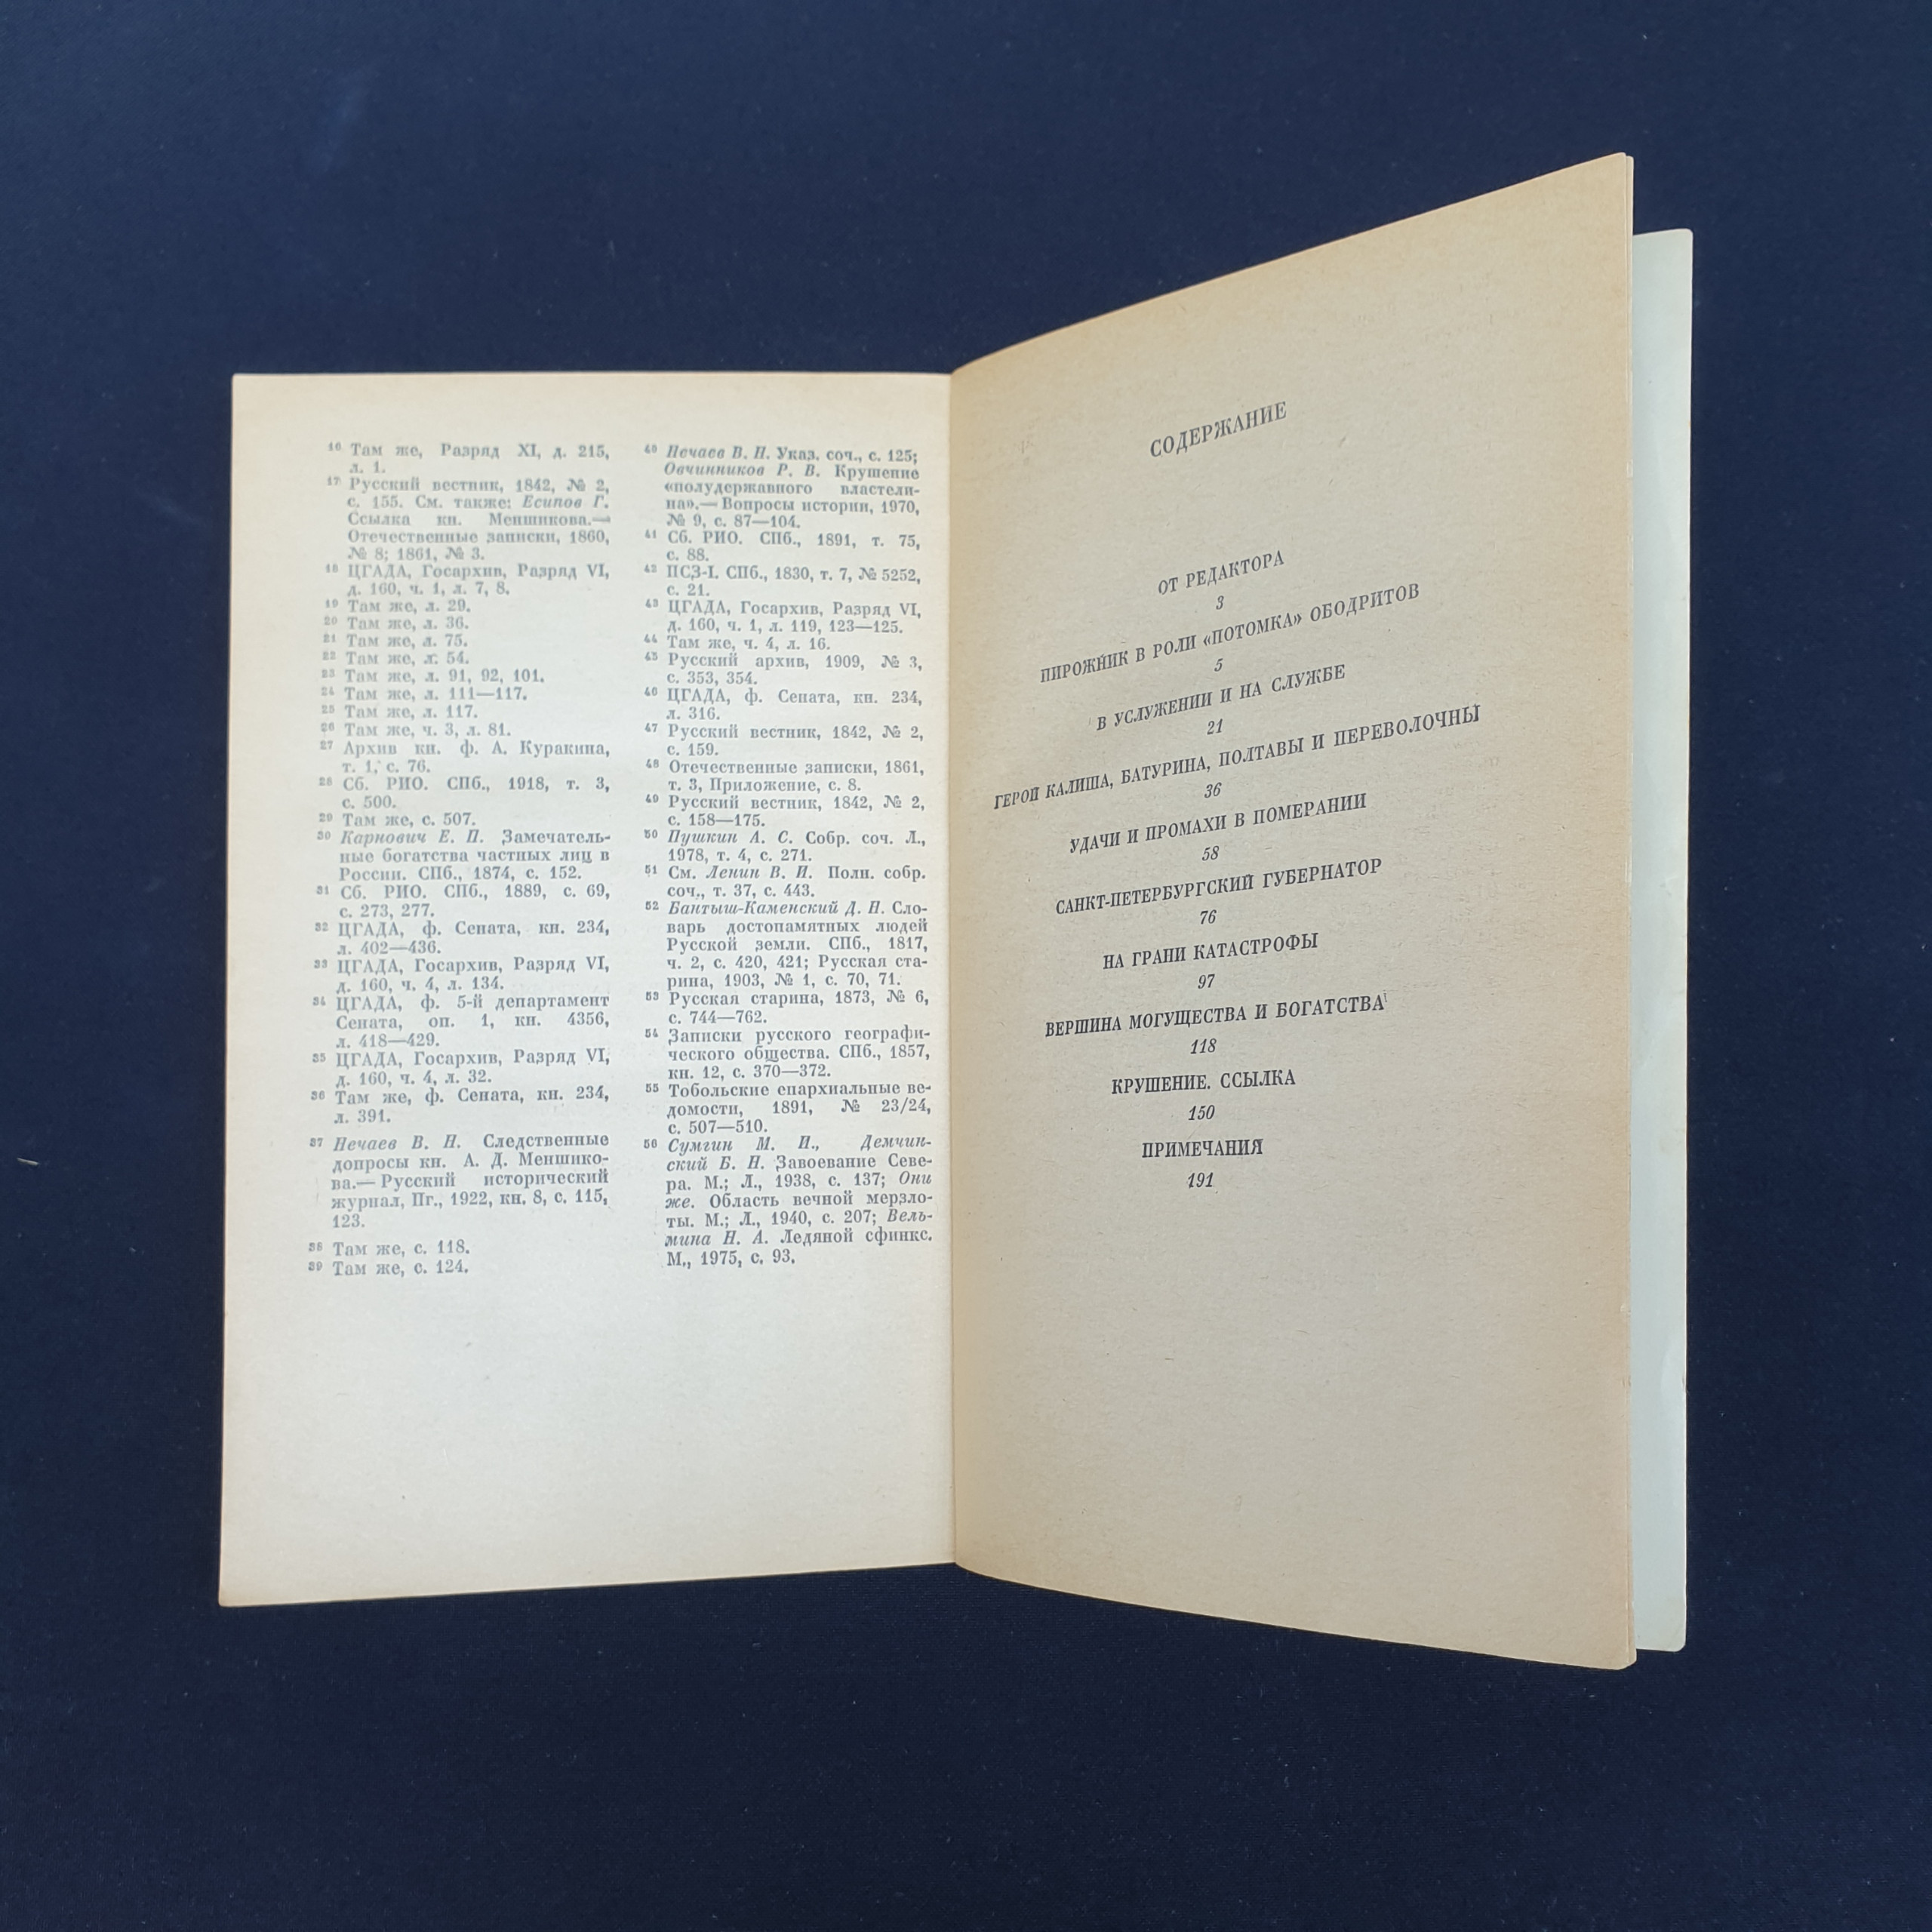 16 Там же, Разряд XI, д. 215,
л. 1.
17 Русский вестник, 1842, № 2,
с. 155. См. также: Есипов Г.
Ссылка кн. Меншикова.—
Отечественные записки, 1860,
№ 8; 1861, № 3.
18 ЦГАДА, Госархив, Разряд VI,
д. 160, ч. 1, л. 7, 8.
19 Там же, л. 29.
20 Там же, л. 36.
21 Там же, л. 75.
22 Там же, л. 54.
23 Там же, л. 91, 92, 101.
24 Там же, л. 111—117.
25 Там же, л. 117.
26 Там же, ч. 3, л. 81.
27 Архив кн. ф. А. Куракина,
т. 1, с. 76.
28 Сб. РИО. СПб., 1918, т. 3,
с. 500.
29 Там же, с. 507.
30 Карнович Е. П. Замечатель-
ные богатства частных лиц в
России. СПб., 1874, с. 152.
31 Сб. РИО. СПб., 1889, с. 69,
с. 273, 277.
32 ЦГАДА, ф. Сената, кн. 234,
л. 402—436.
33 ЦГАДА, Госархив, Разряд VI,
д. 160, ч. 4, л. 134.
34 ЦГАДА, ф. 5-й департамент
Сената, оп. 1, кн. 4356,
л. 418—429.
35 ЦГАДА, Госархив, Разряд VI,
д. 160, ч. 4, л. 32.
36 Там же, ф. Сената, кн. 234,
л. 391.
37 Нечаев В. Н. Следственные
допросы кн. А. Д. Меншико-
ва.— Русский исторический
журнал, Пг., 1922, кн. 8, с. 115,
123.
38 Там же, с. 118.
39 Там же, с. 124.
40 Нечаев В. Н. Указ. соч., с. 125;
Овчинников Р. В. Крушение
«полудержавного властели-
на».— Вопросы истории, 1970,
№ 9, с. 87—104.
41 Сб. РИО. СПб., 1891, т. 75,
с. 88.
42 ПСЗ-I. СПб., 1830, т. 7, № 5252,
с. 21.
43 ЦГАДА, Госархив, Разряд VI,
д. 160, ч. 1, л. 119, 123—125.
44 Там же, ч. 4, л. 16.
45 Русский архив, 1909, № 3,
с. 353, 354.
46 ЦГАДА, ф. Сената, кн. 234,
л. 316.
47 Русский вестник, 1842, № 2,
с. 159.
48 Отечественные записки, 1861,
т. 3, Приложение, с. 8.
49 Русский вестник, 1842, № 2,
с. 158—175.
50 Пушкин А. С. Собр. соч. Л.,
1978, т. 4, с. 271.
51 См. Ленин В. И. Полн. собр.
соч., т. 37, с. 443.
52 Бантыш-Каменский Д. Н. Сло-
варь достопамятных людей
Русской земли. СПб., 1817,
ч. 2, с. 420, 421; Русская ста-
рина, 1903, № 1, с. 70, 71.
53 Русская старина, 1873, № 6,
с. 744—762.
54 Записки русского географи-
ческого общества. СПб., 1857,
кн. 12, с. 370—372.
55 Тобольские епархиальные ве-
домости, 1891, № 23/24,
с. 507—510.
56 Сумгин М. И., Демчин-
ский Б. Н. Завоевание Севе-
ра. М.; Л., 1938, с. 137; Они
же. Область вечной мерзло-
ты. М.; Л., 1940, с. 207; Вель-
мина Н. А. Ледяной сфинкс.
М., 1975, с. 93.
СОДЕРЖАНИЕ
ОТ РЕДАКТОРА
3
ПИРОЖНИК В РОЛИ «ПОТОМКА» ОБОДРИТОВ
5
В УСЛУЖЕНИИ И НА СЛУЖБЕ
21
ГЕРОЙ КАЛИША, БАТУРИНА, ПОЛТАВЫ И ПЕРЕВОЛОЧНЫ
36
УДАЧИ И ПРОМАХИ В ПОМЕРАНИИ
58
САНКТ-ПЕТЕРБУРГСКИЙ ГУБЕРНАТОР
76
НА ГРАНИ КАТАСТРОФЫ
97
ВЕРШИНА МОГУЩЕСТВА И БОГАТСТВА
118
КРУШЕНИЕ. ССЫЛКА
150
ПРИМЕЧАНИЯ
191